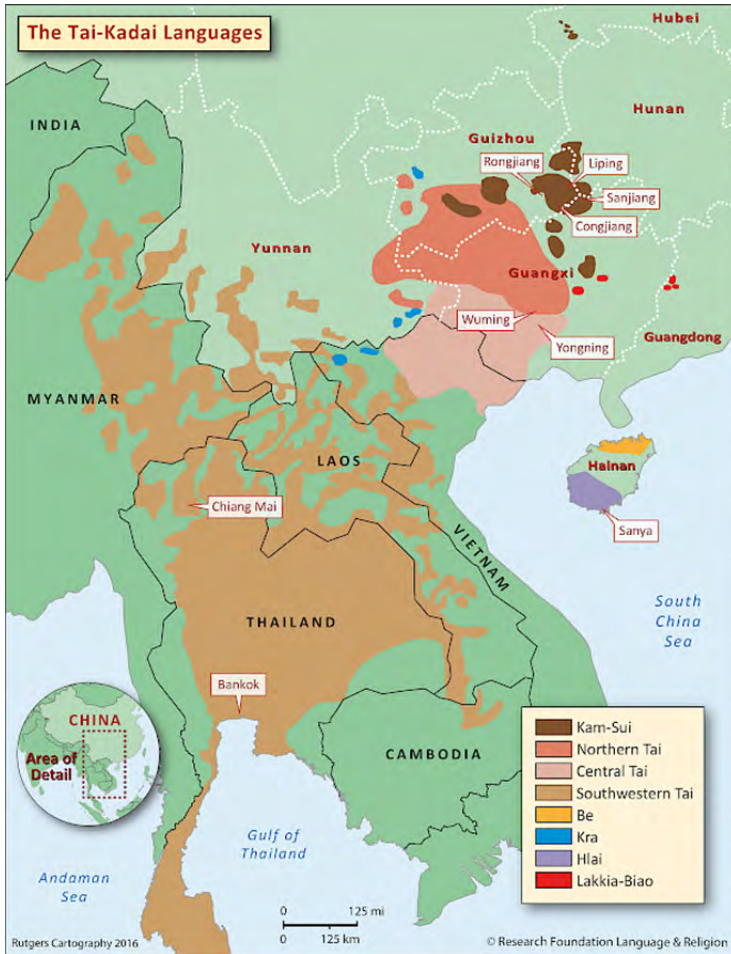 The Tai-Kadai Languages
Hubei
Hunan
INDIA
Guizhou
Rongjiang
Liping
Sanjiang
Congjiang
Yunnan
Guangxi
Wuming
Yongning
Guangdong
MYANMAR
LAOS
Hainan
Chiang Mai
Sanya
VIETNAM
THAILAND
South
China
Sea
Bankok
CHINA
Area of
Detail
CAMBODIA
Kam-Sui
Northern Tai
Central Tai
Southwestern Tai
Be
Kra
Hlai
Lakkia-Biao
Gulf of
Thailand
Andaman
Sea
0 125 mi
0 125 km
Rutgers Cartography 2016
© Research Foundation Language & Religion